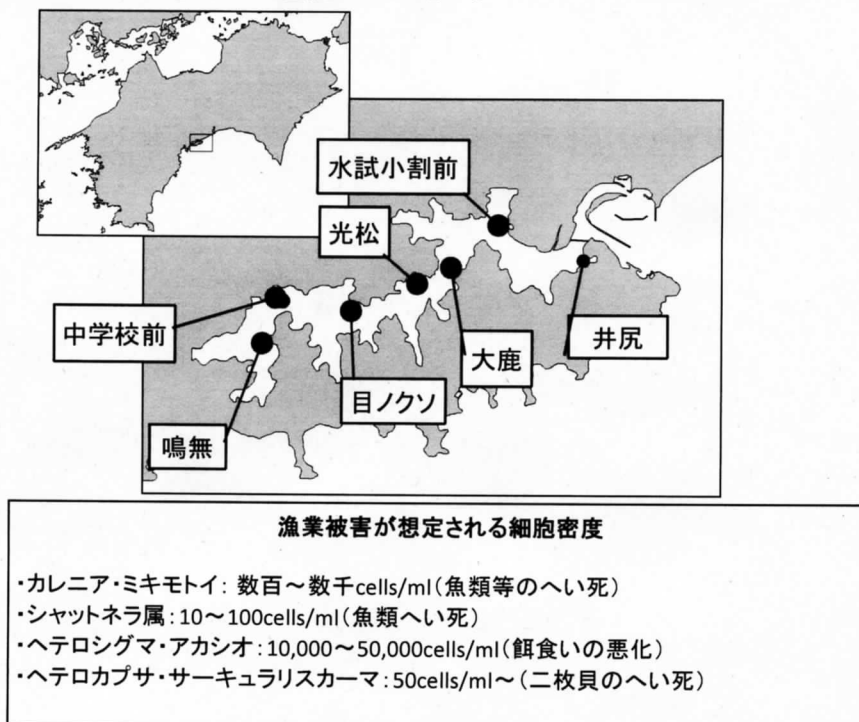 水試小割前
光松
中学校前
大鹿
井尻
目ノクソ
鳴無
漁業被害が想定される細胞密度
・カレニア・ミキモトイ: 数百～数千cells/ml(魚類等のへい死)
・シャットネラ属:10～100cells/ml(魚類へい死)
・ヘテロシグマ・アカシオ:10,000～50,000cells/ml(餌食いの悪化)
・ヘテロカプサ・サーキュラリスカーマ:50cells/ml～(二枚貝のへい死)